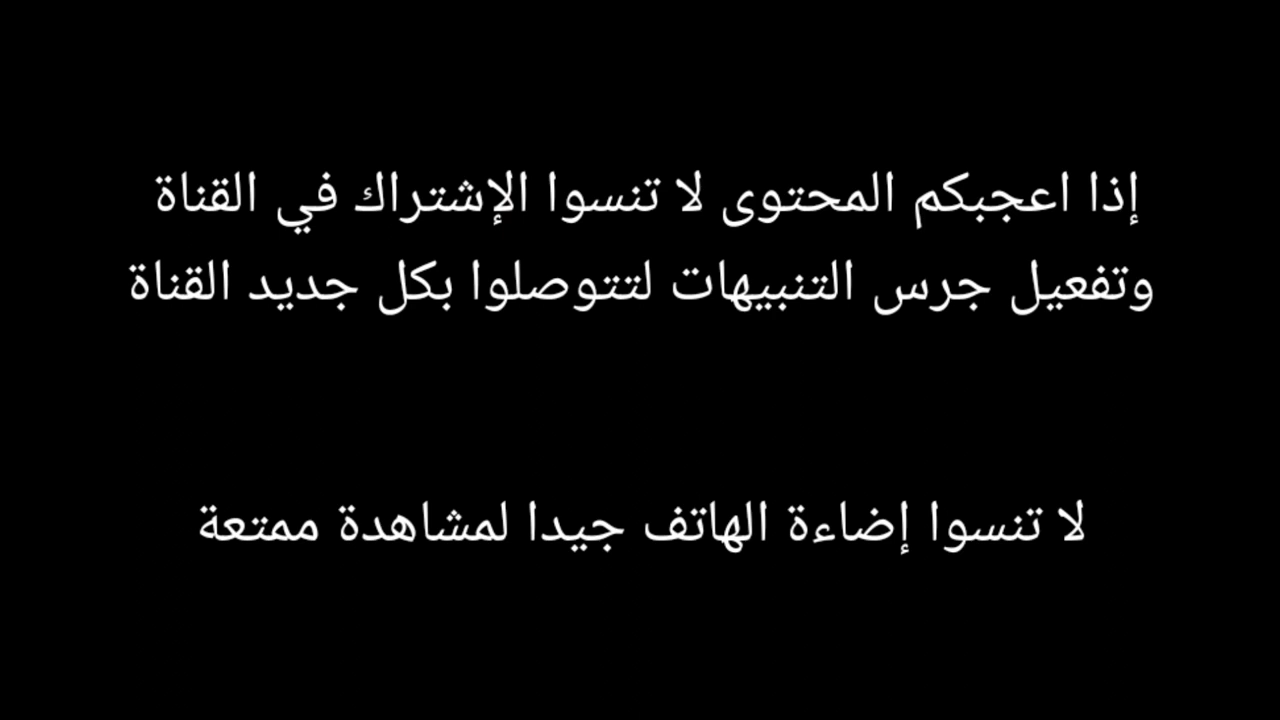 إذا اعجبكم المحتوى لا تنسوا الإشتراك في القناة
وتفعيل جرس التنبيهات لتتوصلوا بكل جديد القناة
لا تنسوا إضاءة الهاتف جيدا لمشاهدة ممتعة